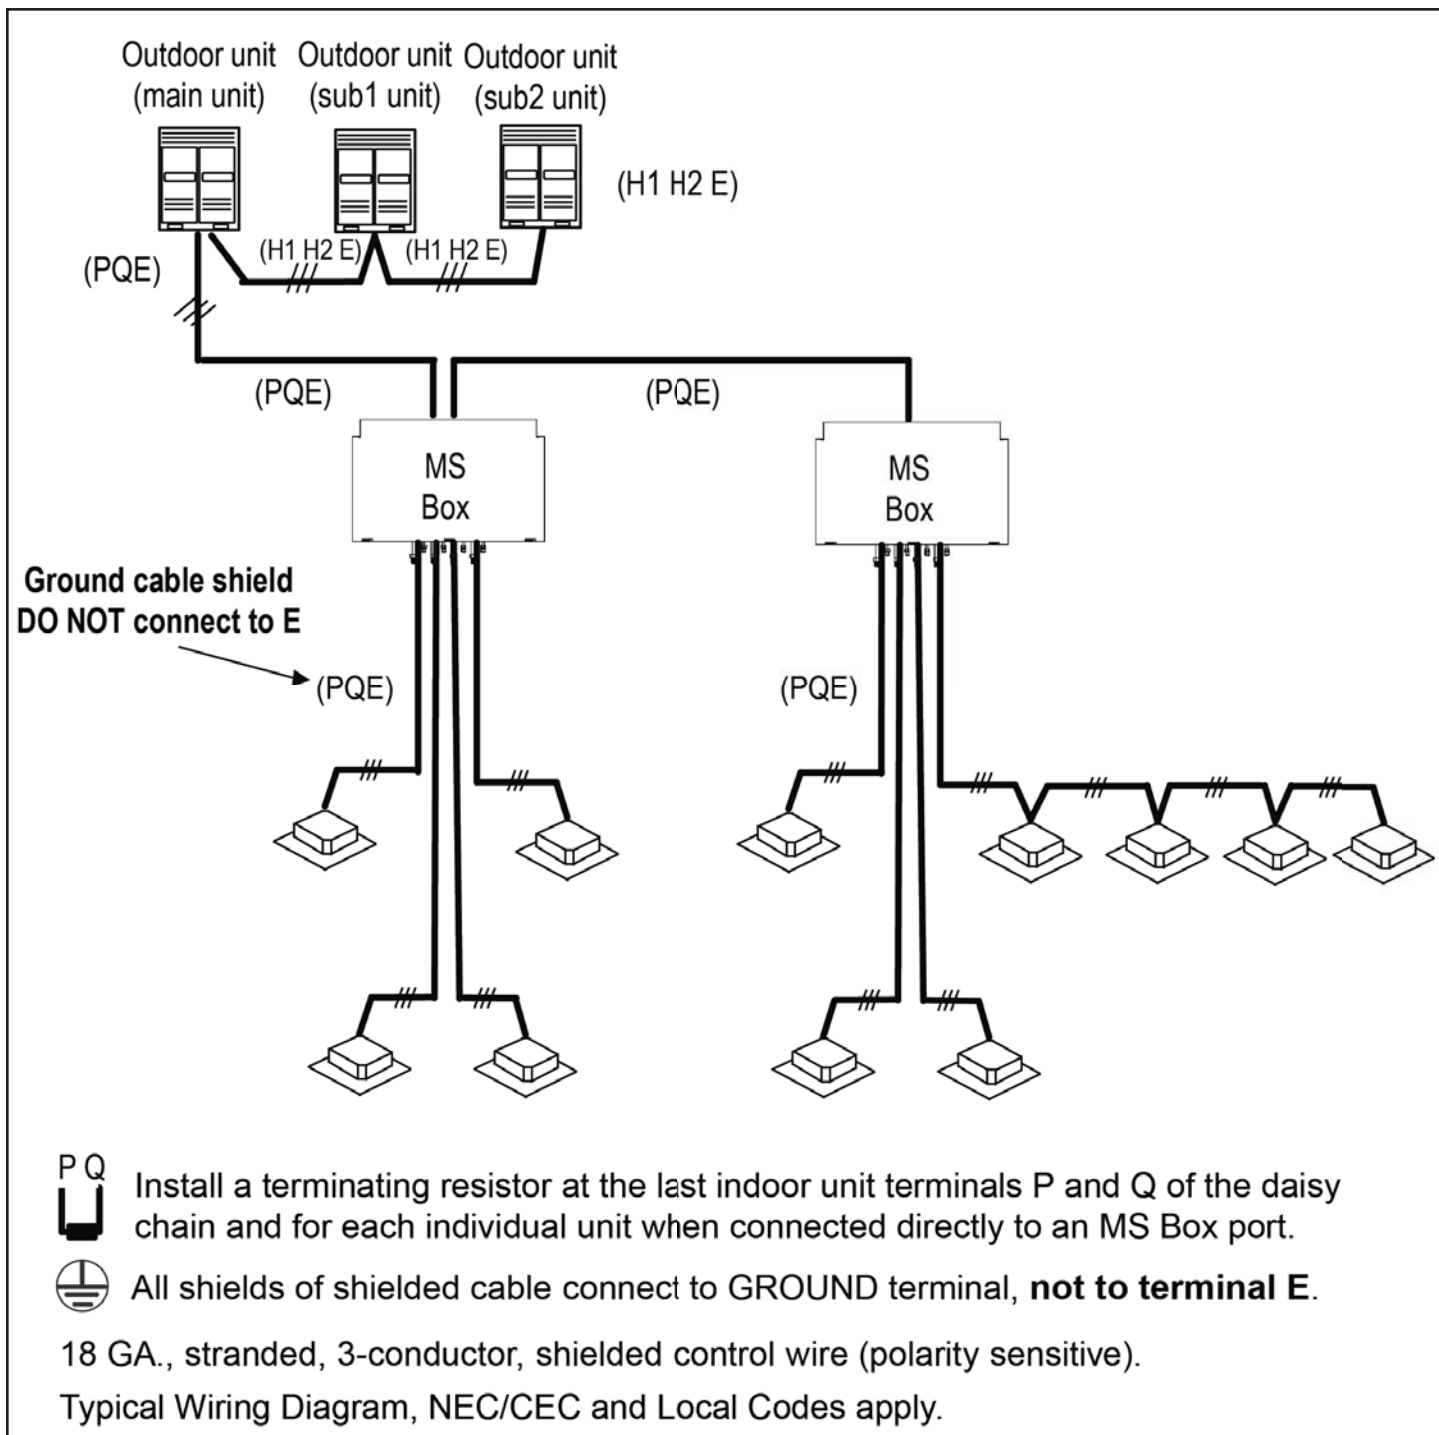 Outdoor unit
(main unit)
Outdoor unit
(sub1 unit)
Outdoor unit
(sub2 unit)
(H1 H2 E)
(H1 H2 E)
(H1 H2 E)
(PQE)
(PQE)
(PQE)
MS
Box
MS
Box
Ground cable shield
DO NOT connect to E
(PQE)
(PQE)
P Q
Install a terminating resistor at the last indoor unit terminals P and Q of the daisy
chain and for each individual unit when connected directly to an MS Box port.
All shields of shielded cable connect to GROUND terminal, not to terminal E.
18 GA., stranded, 3-conductor, shielded control wire (polarity sensitive).
Typical Wiring Diagram, NEC/CEC and Local Codes apply.